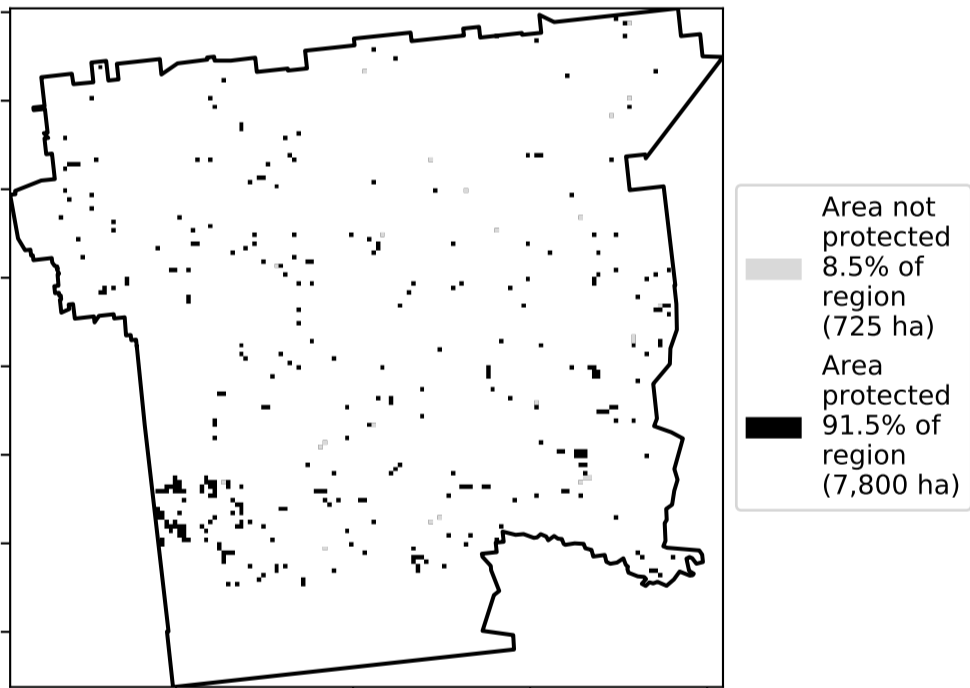 Area not
protected
8.5% of
region
(725 ha)
Area
protected
91.5% of
region
(7,800 ha)